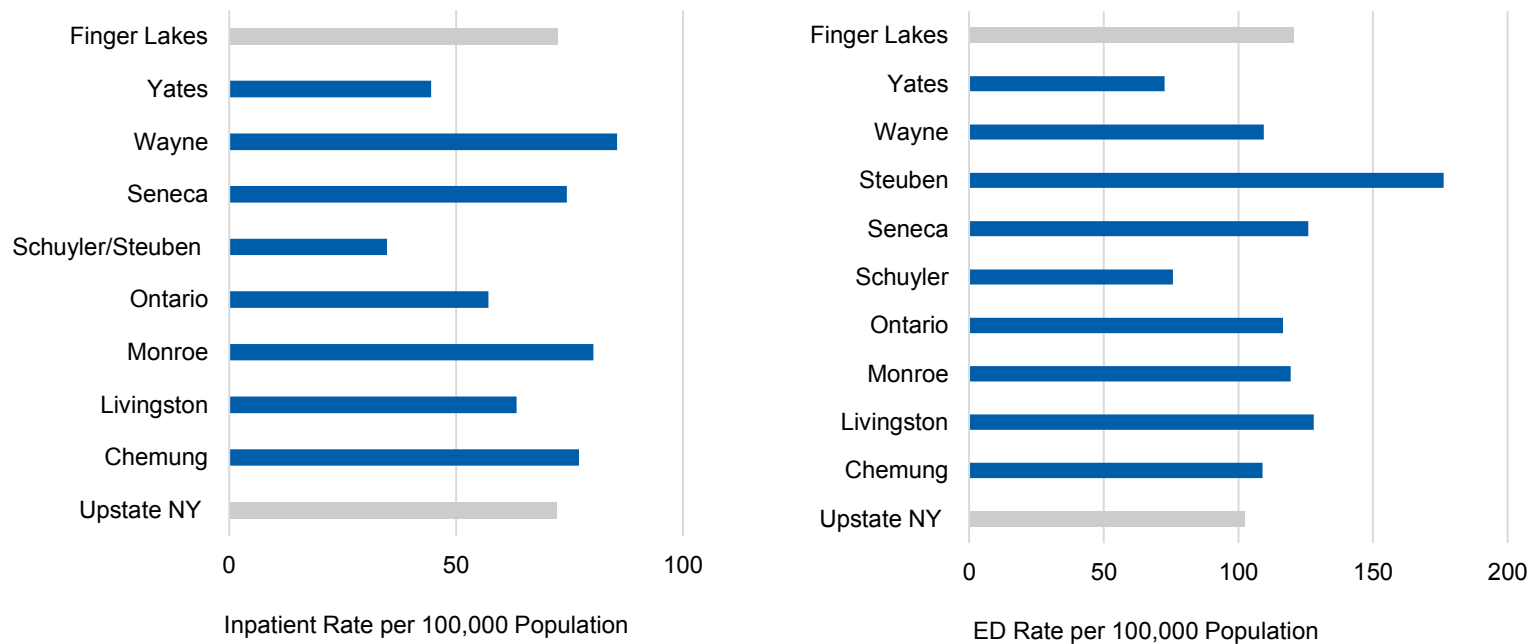 Finger Lakes
Yates
Wayne
Seneca
Schuyler/Steuben
Ontario
Monroe
Livingston
Chemung
Upstate NY
0 50 100
Inpatient Rate per 100,000 Population
Finger Lakes
Yates
Wayne
Steuben
Seneca
Schuyler
Ontario
Monroe
Livingston
Chemung
Upstate NY
0 50 100 150 200
ED Rate per 100,000 Population